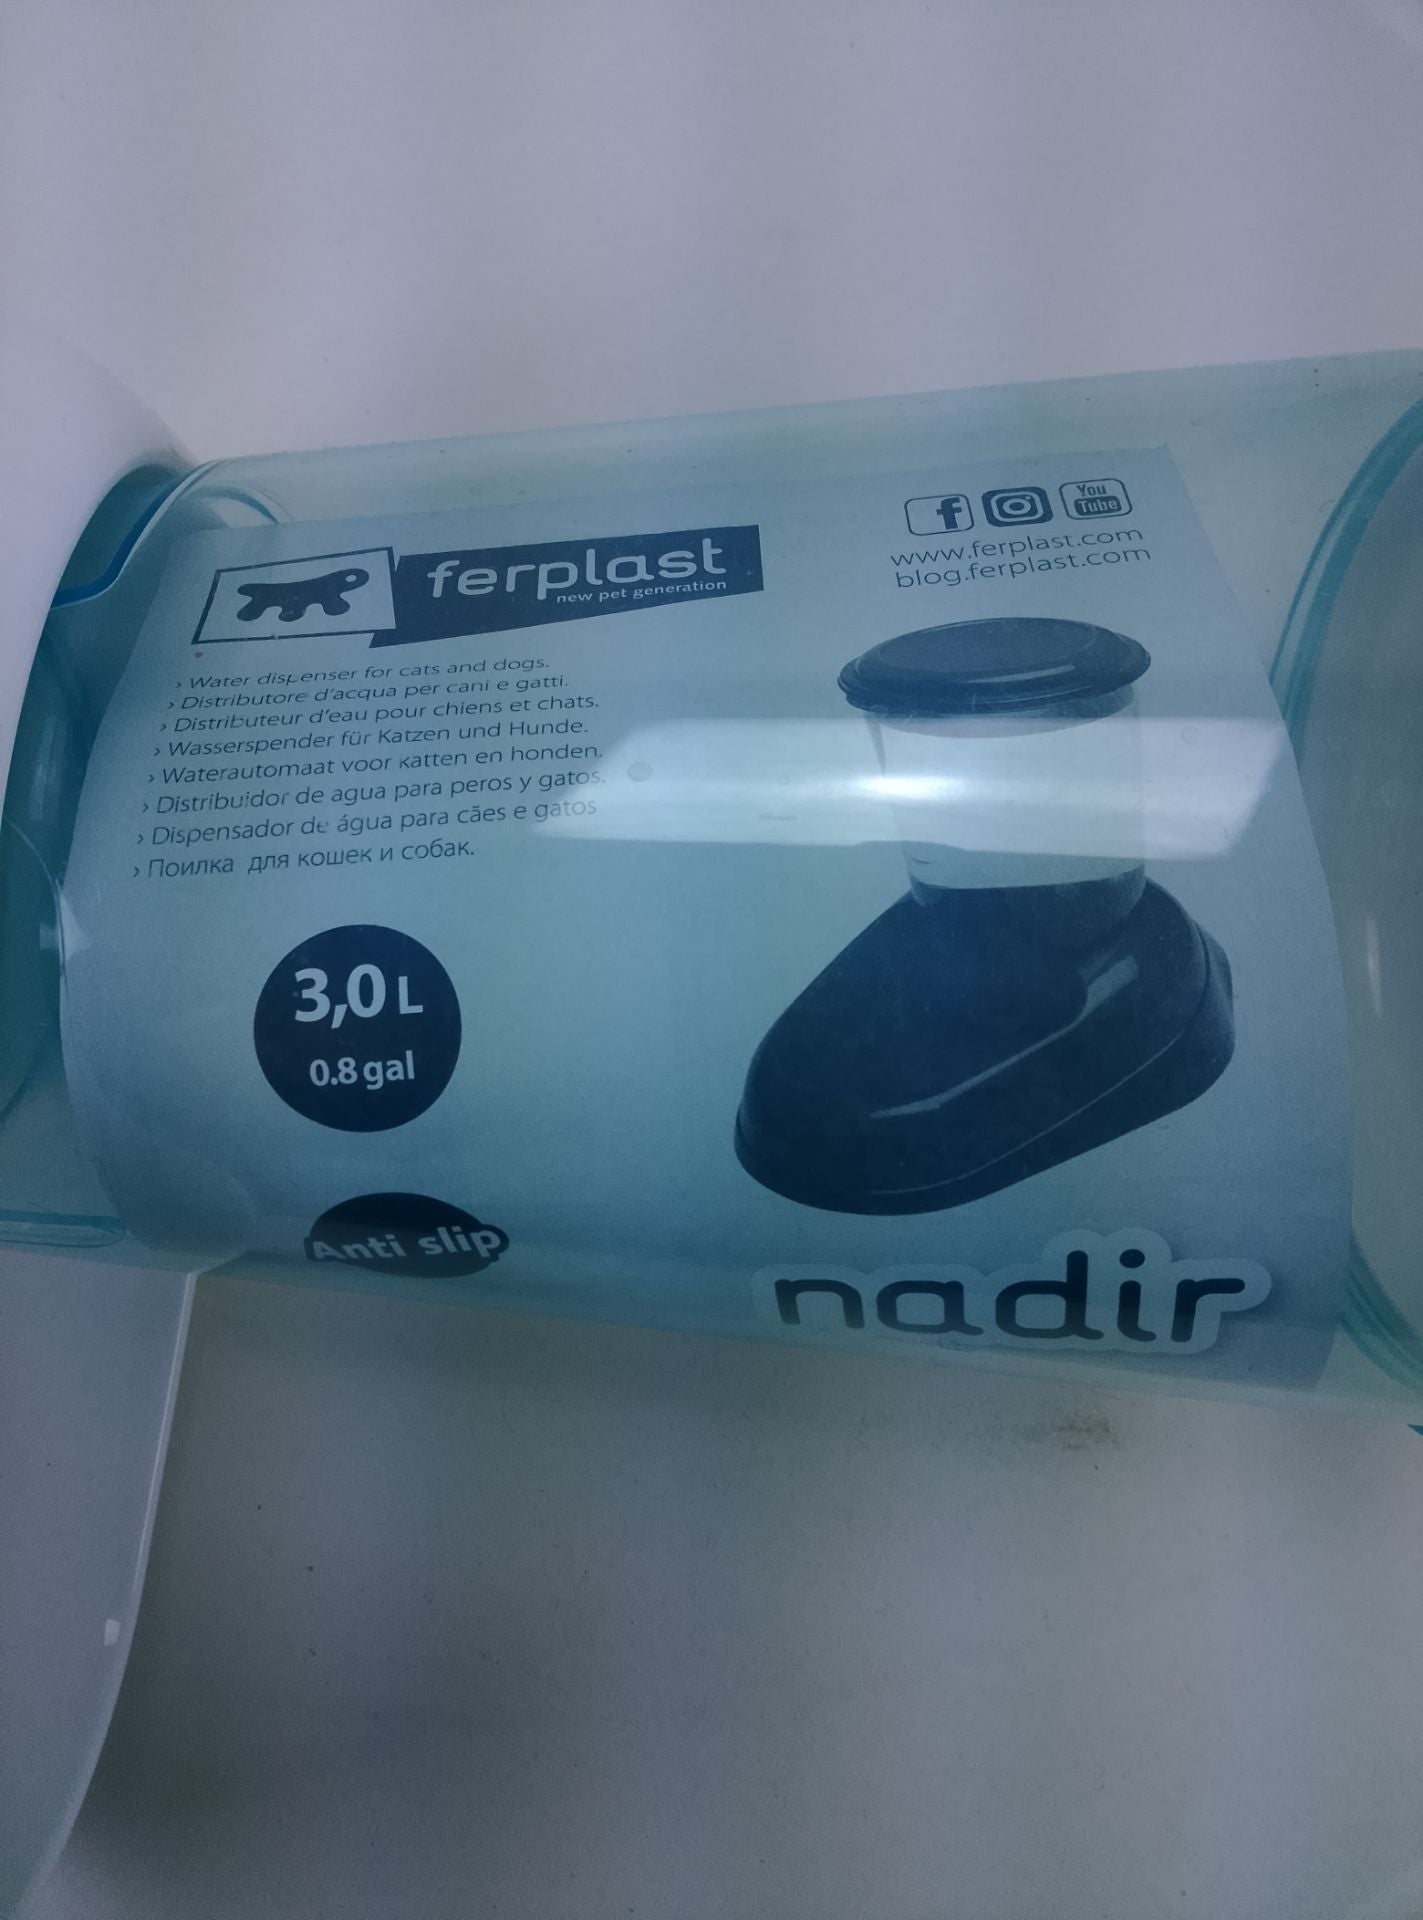 ferplast
new pet generation
You
Tube
www.ferplast.com
blog.ferplast.com
› Water dispenser for cats and dogs.
› Distributore d'acqua per cani e gatti.
› Distributeur d'eau pour chiens et chats.
› Wasserspender für Katzen und Hunde.
› Waterautomaat voor katten en honden.
› Distribuidor de agua para peros y gatos.
› Dispensador de água para cães e gatos
› Поилка для кошек и собак.
3,0 L
0.8 gal
Anti slip
nadir